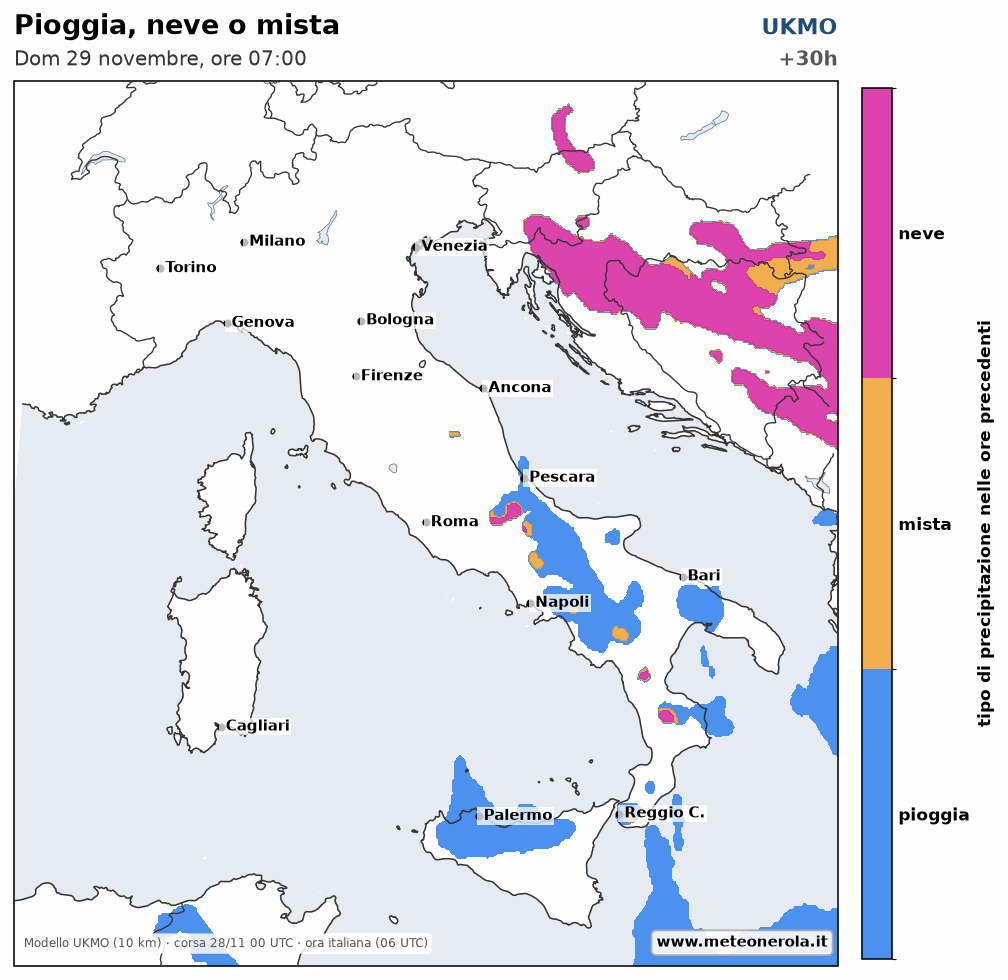 Pioggia, neve o mista
UKMO
Dom 29 novembre, ore 07:00
+30h
Milano
Venezia
Torino
Genova
Bologna
Firenze
Ancona
Pescara
Roma
Bari
Napoli
Cagliari
Palermo
Reggio C.
neve
mista
pioggia
tipo di precipitazione nelle ore precedenti
Modello UKMO (10 km) · corsa 28/11 00 UTC · ora italiana (06 UTC)
www.meteonerola.it